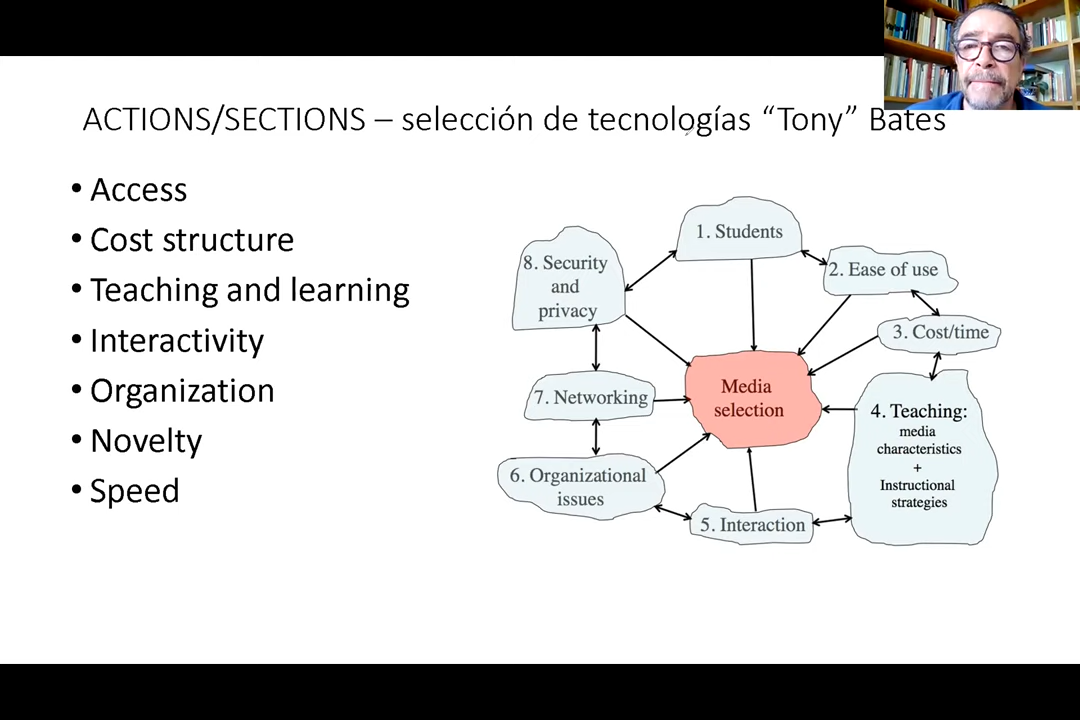 ACTIONS/SECTIONS – selección de tecnologías “Tony” Bates
• Access
• Cost structure
• Teaching and learning
• Interactivity
• Organization
• Novelty
• Speed
1. Students
2. Ease of use
3. Cost/time
4. Teaching:
media
characteristics
+
Instructional
strategies
5. Interaction
6. Organizational
issues
7. Networking
8. Security
and
privacy
Media
selection